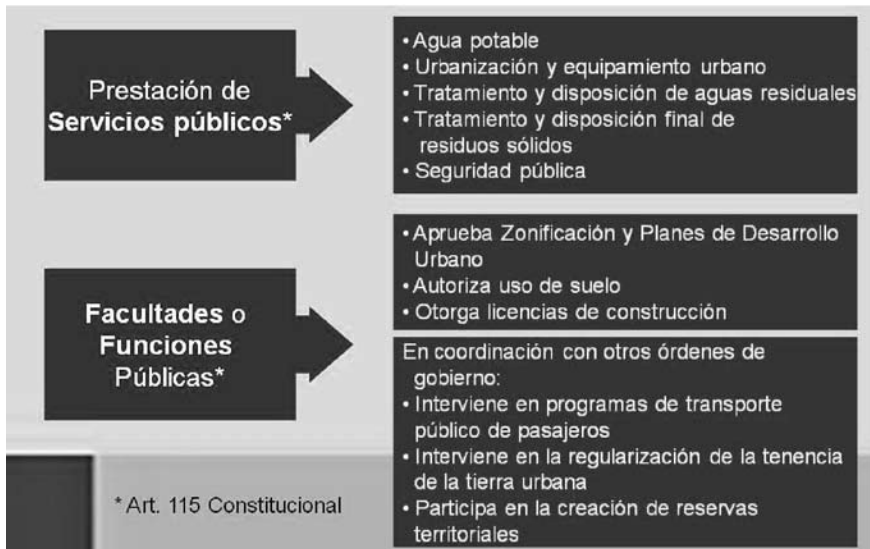 Prestación de
Servicios públicos*
• Agua potable
• Urbanización y equipamiento urbano
• Tratamiento y disposición de aguas residuales
• Tratamiento y disposición final de
residuos sólidos
• Seguridad pública
Facultades o
Funciones
Públicas*
• Aprueba Zonificación y Planes de Desarrollo
Urbano
• Autoriza uso de suelo
• Otorga licencias de construcción
En coordinación con otros órdenes de
gobierno:
• Interviene en programas de transporte
público de pasajeros
• Interviene en la regularización de la tenencia
de la tierra urbana
• Participa en la creación de reservas
territoriales
* Art. 115 Constitucional